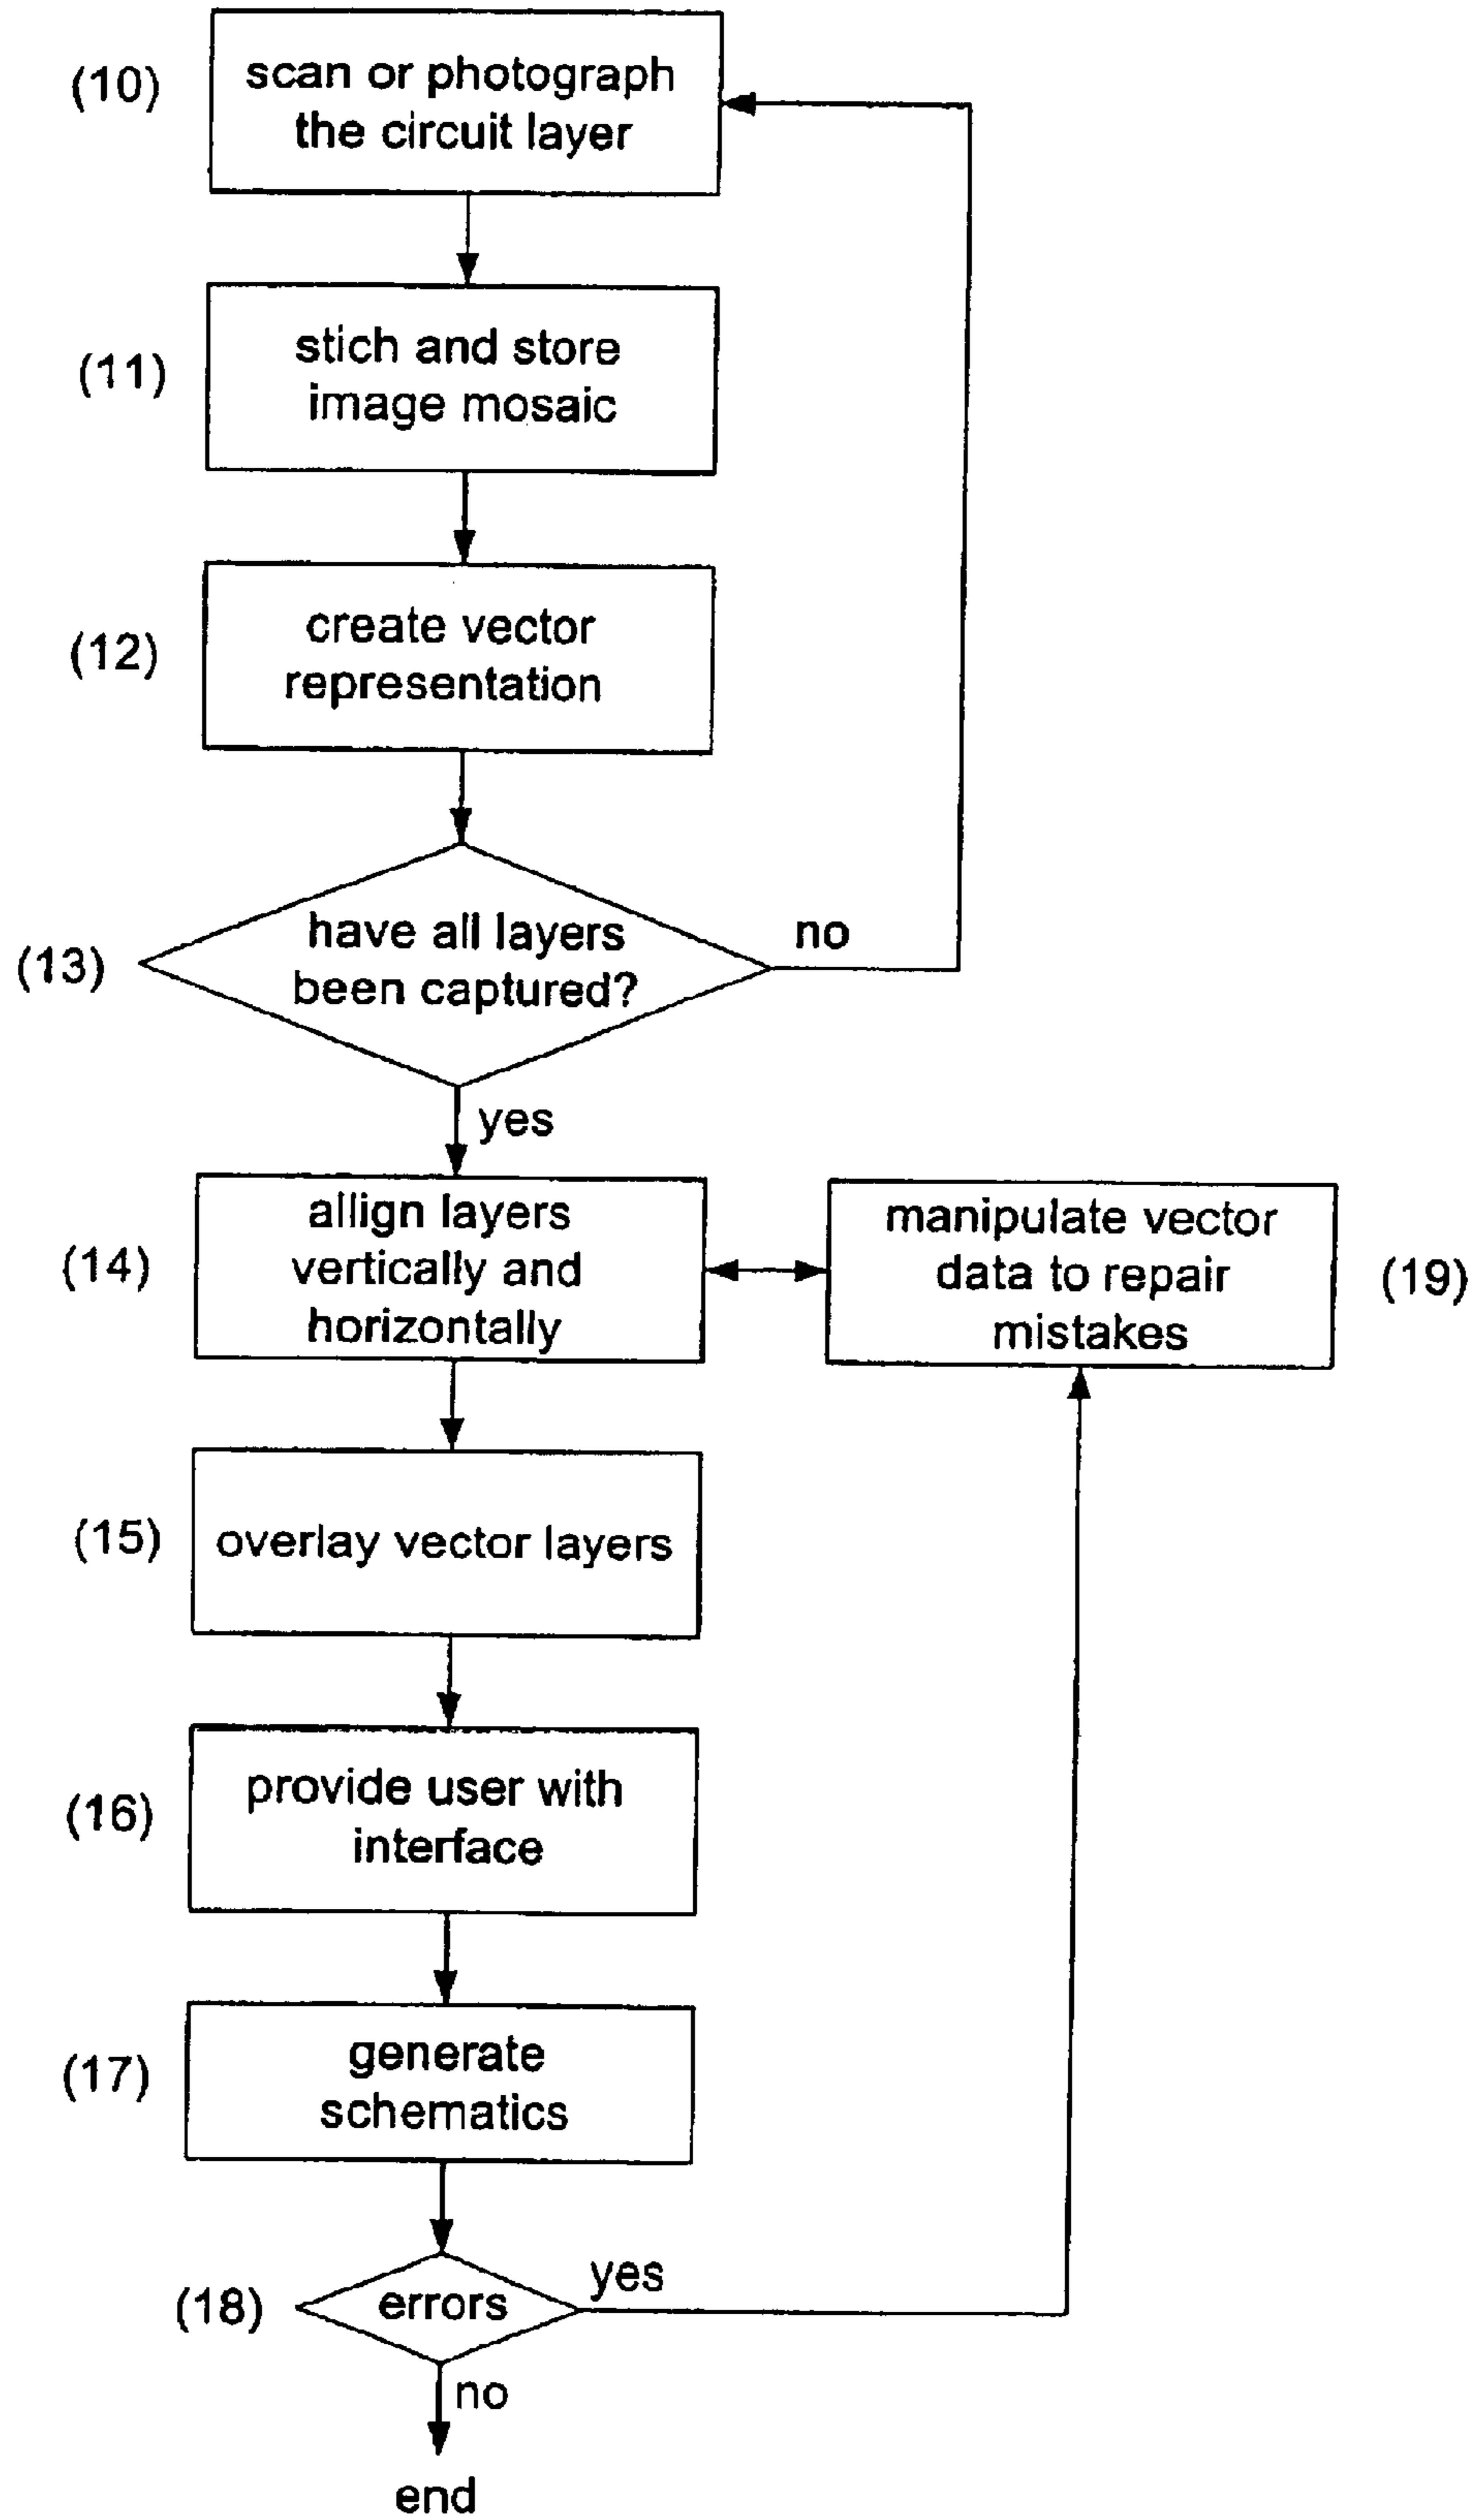 (10)
scan or photograph
the circuit layer
(11)
stich and store
image mosaic
(12)
create vector
representation
(13)
have all layers
been captured?
no
yes
(14)
allign layers
vertically and
horizontally
manipulate vector
data to repair
mistakes
(19)
(15)
overlay vector layers
(16)
provide user with
interface
(17)
generate
schematics
(18)
errors
yes
no
end